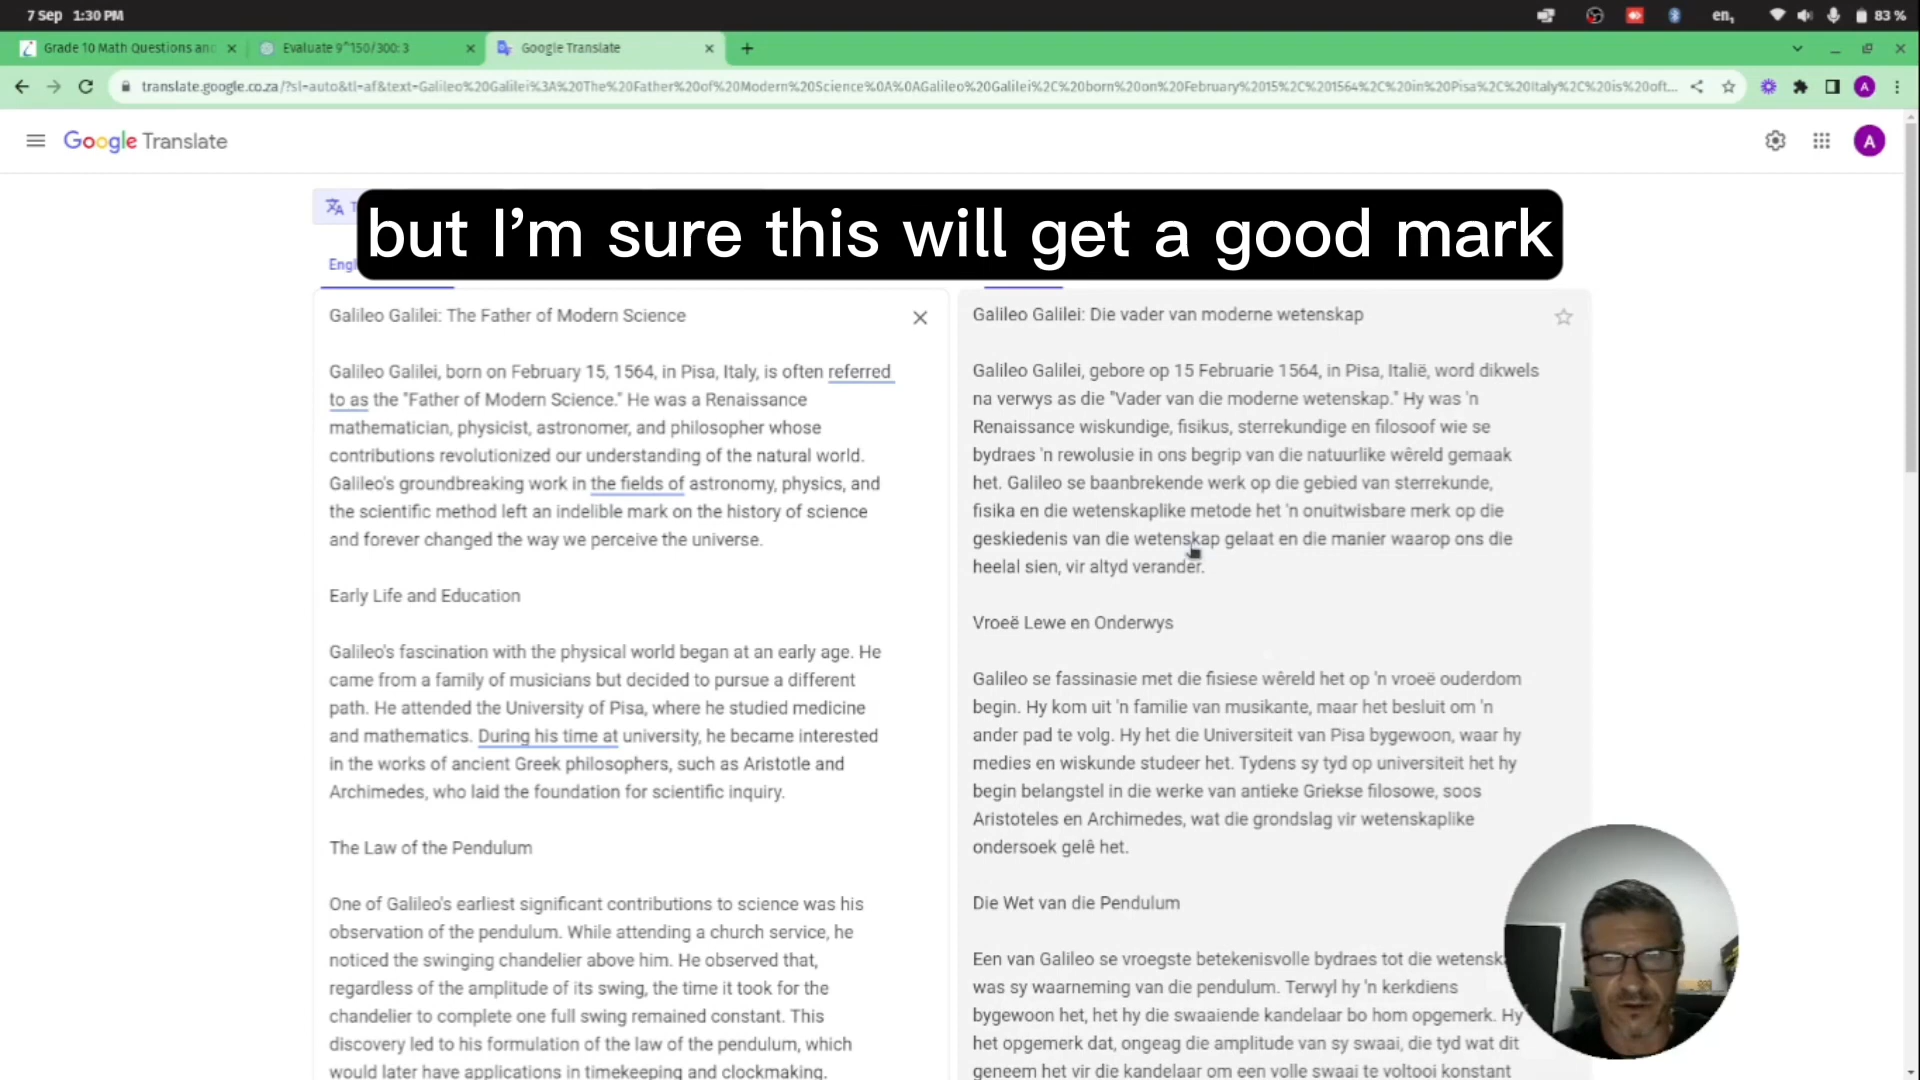 7 Sep 1:30 PM
en, 83 %
Grade 10 Math Questions and
Evaluate 9^150/300: 3
Google Translate
translate.google.co.za/?sl=auto&tl=af&text=Galileo%20Galilei%3A%20The%20Father%20of%20Modern%20Science%0A%0AGalileo%20Galilei%2C%20born%20on%20February%2015%2C%201564%2C%20in%20Pisa%2C%20Italy%2C%20is%20oft...
A
Google Translate
A
but I’m sure this will get a good mark
Galileo Galilei: The Father of Modern Science
Galileo Galilei, born on February 15, 1564, in Pisa, Italy, is often referred
to as the "Father of Modern Science." He was a Renaissance
mathematician, physicist, astronomer, and philosopher whose
contributions revolutionized our understanding of the natural world.
Galileo's groundbreaking work in the fields of astronomy, physics, and
the scientific method left an indelible mark on the history of science
and forever changed the way we perceive the universe.
Early Life and Education
Galileo's fascination with the physical world began at an early age. He
came from a family of musicians but decided to pursue a different
path. He attended the University of Pisa, where he studied medicine
and mathematics. During his time at university, he became interested
in the works of ancient Greek philosophers, such as Aristotle and
Archimedes, who laid the foundation for scientific inquiry.
The Law of the Pendulum
One of Galileo's earliest significant contributions to science was his
observation of the pendulum. While attending a church service, he
noticed the swinging chandelier above him. He observed that,
regardless of the amplitude of its swing, the time it took for the
chandelier to complete one full swing remained constant. This
discovery led to his formulation of the law of the pendulum, which
would later have applications in timekeeping and clockmaking.
Galileo Galilei: Die vader van moderne wetenskap
Galileo Galilei, gebore op 15 Februarie 1564, in Pisa, Italië, word dikwels
na verwys as die "Vader van die moderne wetenskap." Hy was 'n
Renaissance wiskundige, fisikus, sterrekundige en filosoof wie se
bydraes 'n rewolusie in ons begrip van die natuurlike wêreld gemaak
het. Galileo se baanbrekende werk op die gebied van sterrekunde,
fisika en die wetenskaplike metode het 'n onuitwisbare merk op die
geskiedenis van die wetenskap gelaat en die manier waarop ons die
heelal sien, vir altyd verander.
Vroeë Lewe en Onderwys
Galileo se fassinasie met die fisiese wêreld het op 'n vroeë ouderdom
begin. Hy kom uit 'n familie van musikante, maar het besluit om 'n
ander pad te volg. Hy het die Universiteit van Pisa bygewoon, waar hy
medies en wiskunde studeer het. Tydens sy tyd op universiteit het hy
begin belangstel in die werke van antieke Griekse filosowe, soos
Aristoteles en Archimedes, wat die grondslag vir wetenskaplike
ondersoek gelê het.
Die Wet van die Pendulum
Een van Galileo se vroegste betekenisvolle bydraes tot die wetensk
was sy waarneming van die pendulum. Terwyl hy 'n kerkdiens
bygewoon het, het hy die swaaiende kandelaar bo hom opgemerk. Hy
het opgemerk dat, ongeag die amplitude van sy swaai, die tyd wat dit
geneem het vir die kandelaar om een volle swaai te voltooi konstant